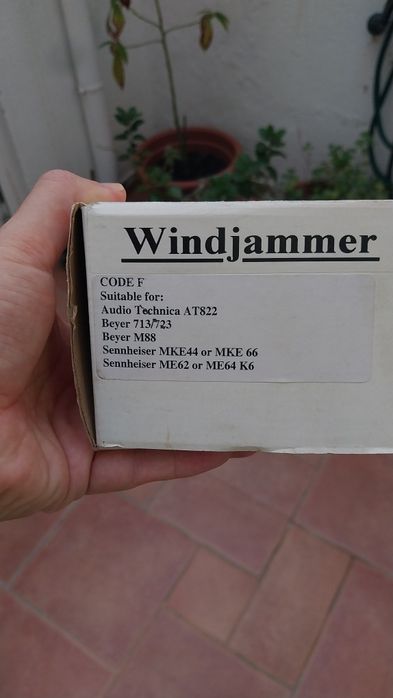 Windjammer
CODE F
Suitable for:
Audio Technica AT822
Beyer 713/723
Beyer M88
Sennheiser MKE44 or MKE 66
Sennheiser ME62 or ME64 K6